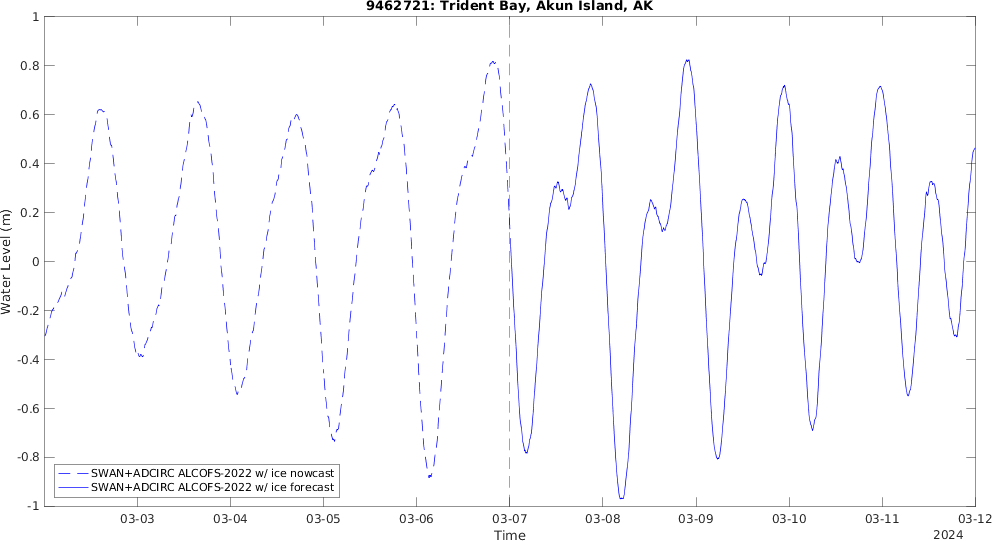 9462721: Trident Bay, Akun Island, AK
1
0.8
0.6
0.4
0.2
0
-0.2
-0.4
-0.6
-0.8
-1
Water Level (m)
SWAN+ADCIRC ALCOFS-2022 w/ ice nowcast
SWAN+ADCIRC ALCOFS-2022 w/ ice forecast
03-03 03-04 03-05 03-06 03-07 03-08 03-09 03-10 03-11 03-12
Time
2024